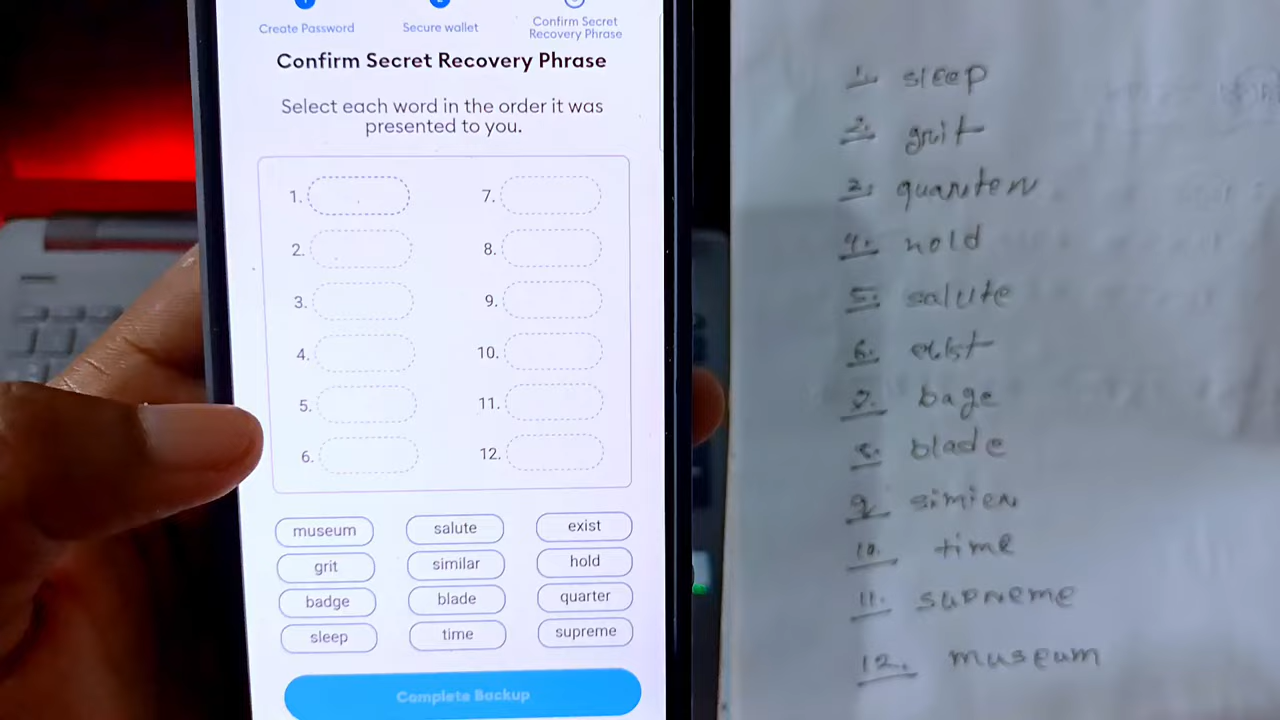 Create Password
Secure wallet
Confirm Secret
Recovery Phrase
Confirm Secret Recovery Phrase
Select each word in the order it was
presented to you.
1.
7.
2.
8.
3.
9.
4.
10.
5.
11.
6.
12.
museum
salute
exist
grit
similar
hold
badge
blade
quarter
sleep
time
supreme
Complete Backup
1. sleep
2. grit
3. quarter
4. hold
5. salute
6. exist
7. bage
8. blade
9.
10. time
11. supreme
12. museum